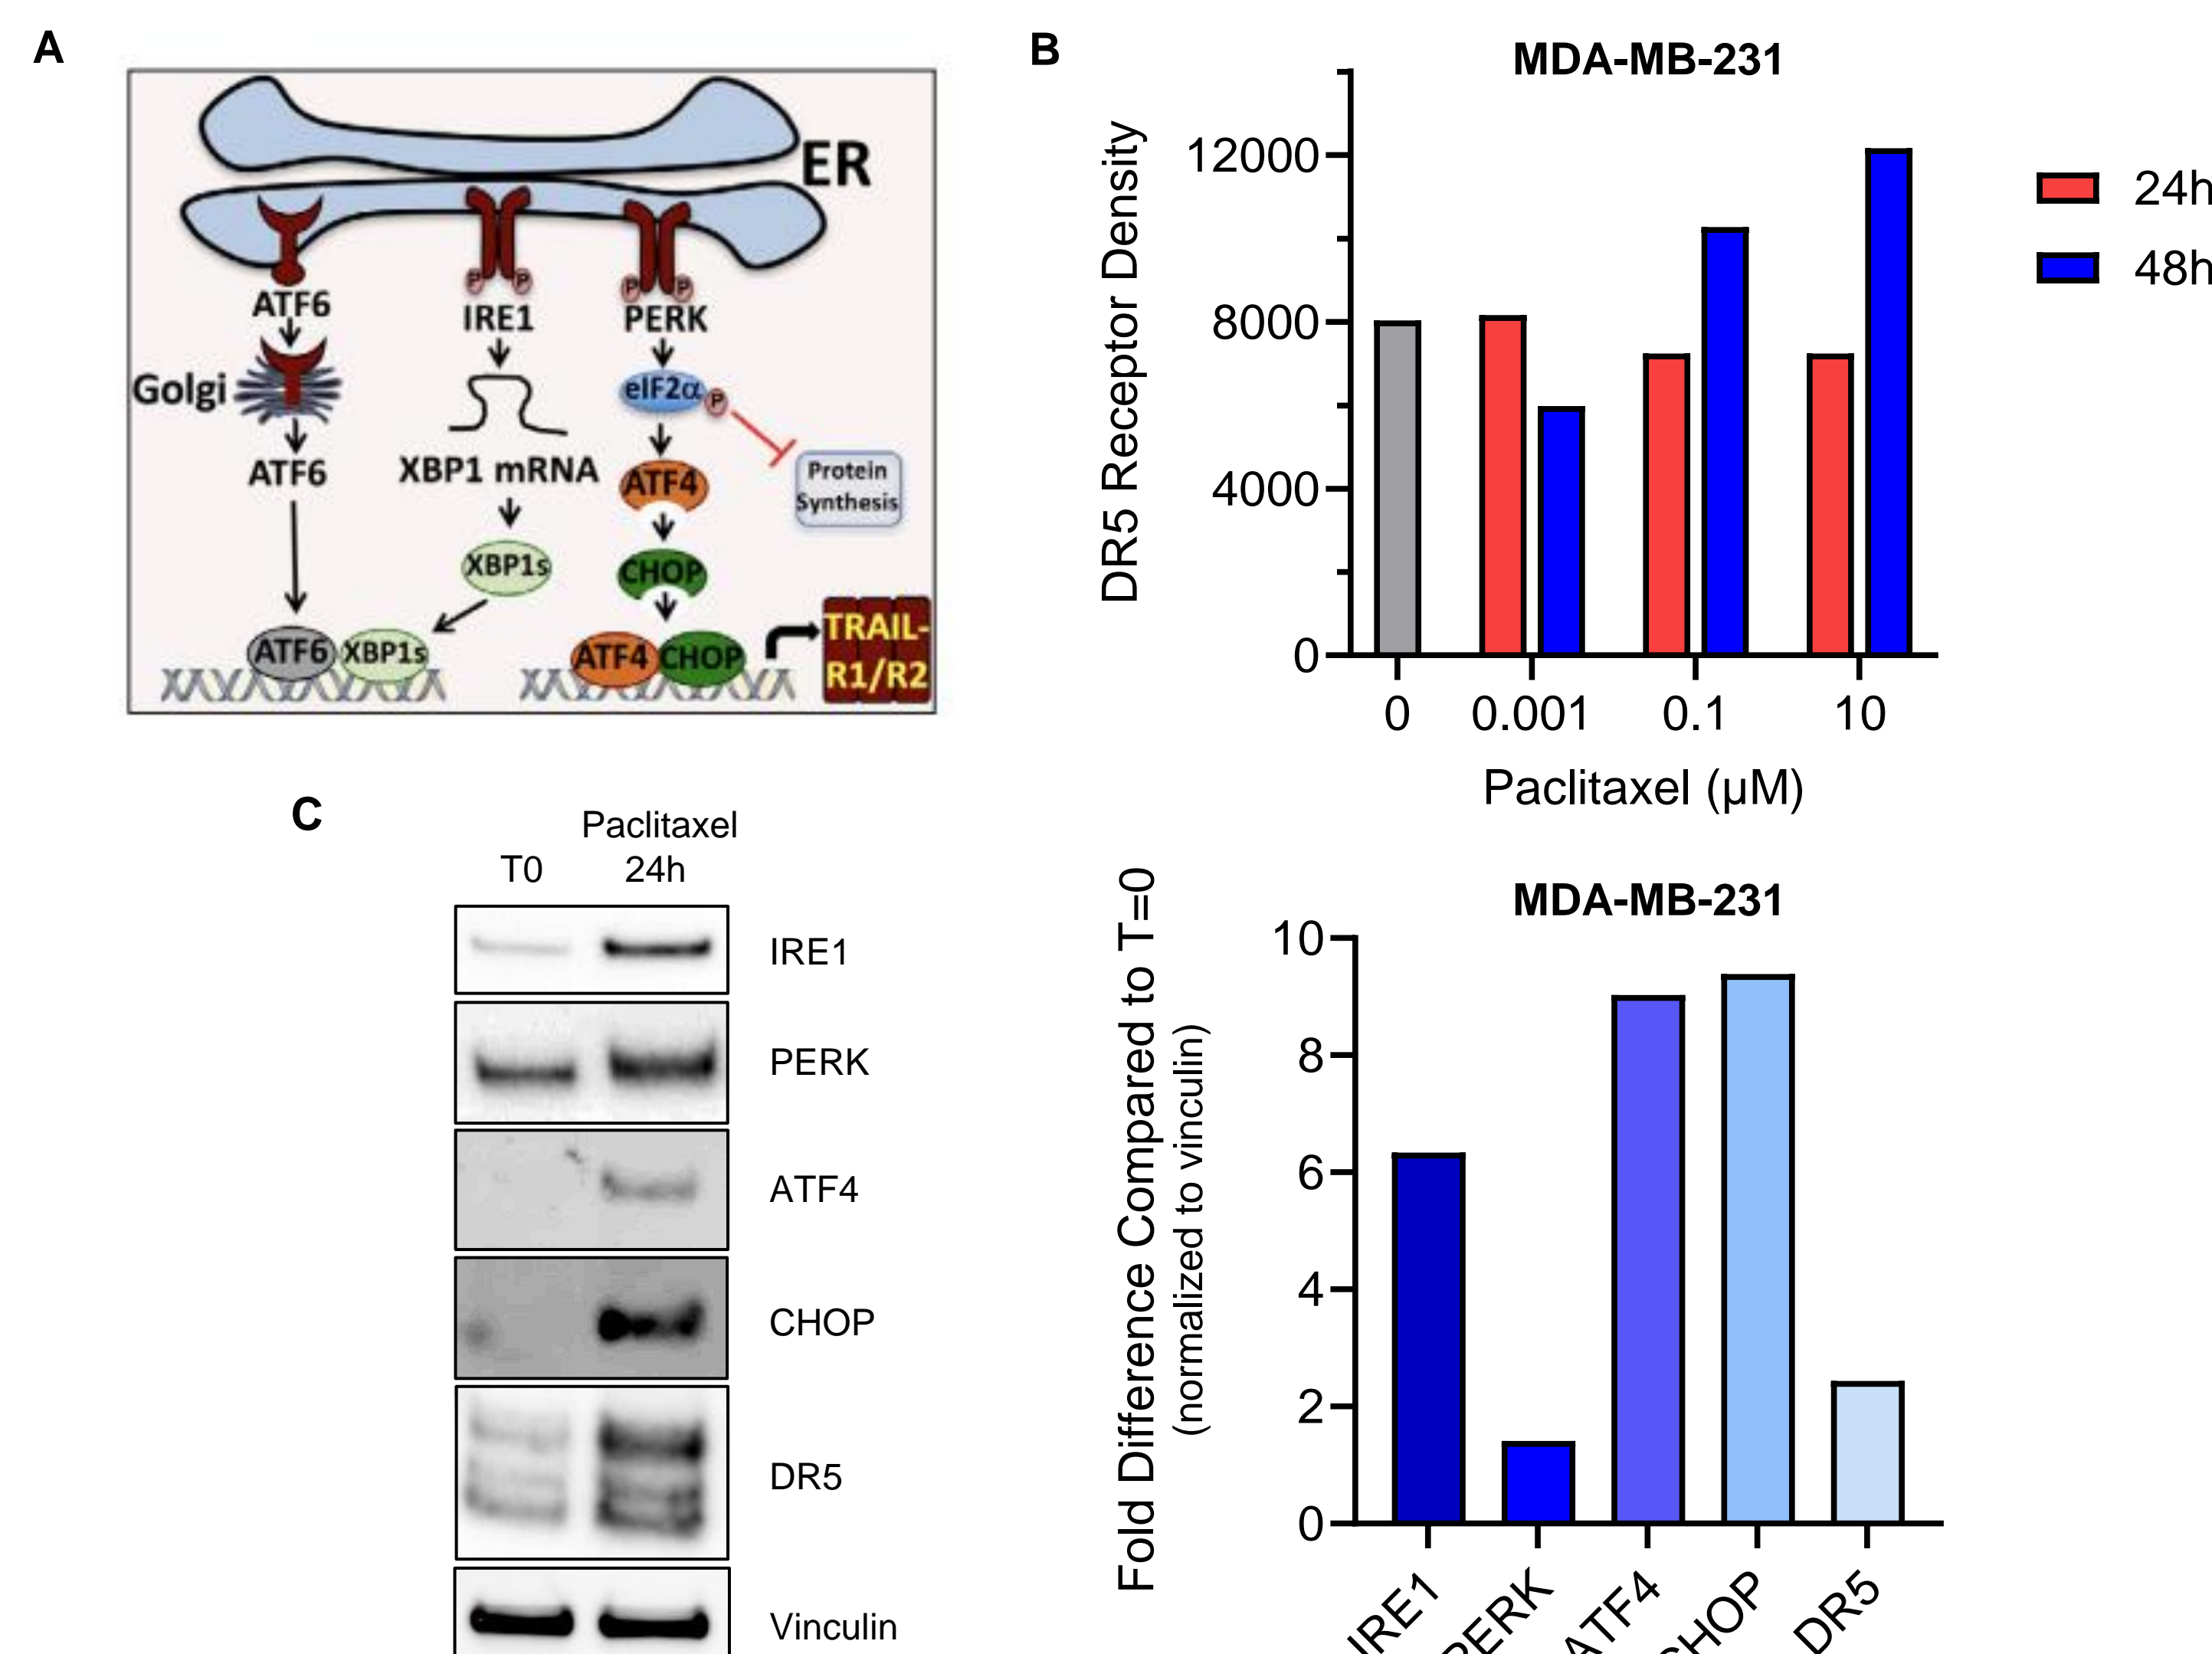 A
ER
ATF6
IRE1
PERK
P
P
P
P
Golgi
eIF2α
P
ATF6
XBP1 mRNA
ATF4
Protein
Synthesis
XBP1s
CHOP
ATF6
XBP1s
ATF4
CHOP
TRAIL-
R1/R2
B
MDA-MB-231
DR5 Receptor Density
12000
8000
4000
0
0
0.001
0.1
10
Paclitaxel (µM)
24h
48h
C
Paclitaxel
T0
24h
IRE1
PERK
ATF4
CHOP
DR5
Vinculin
MDA-MB-231
Fold Difference Compared to T=0
(normalized to vinculin)
10
8
6
4
2
0
IRE1
PERK
ATF4
CHOP
DR5